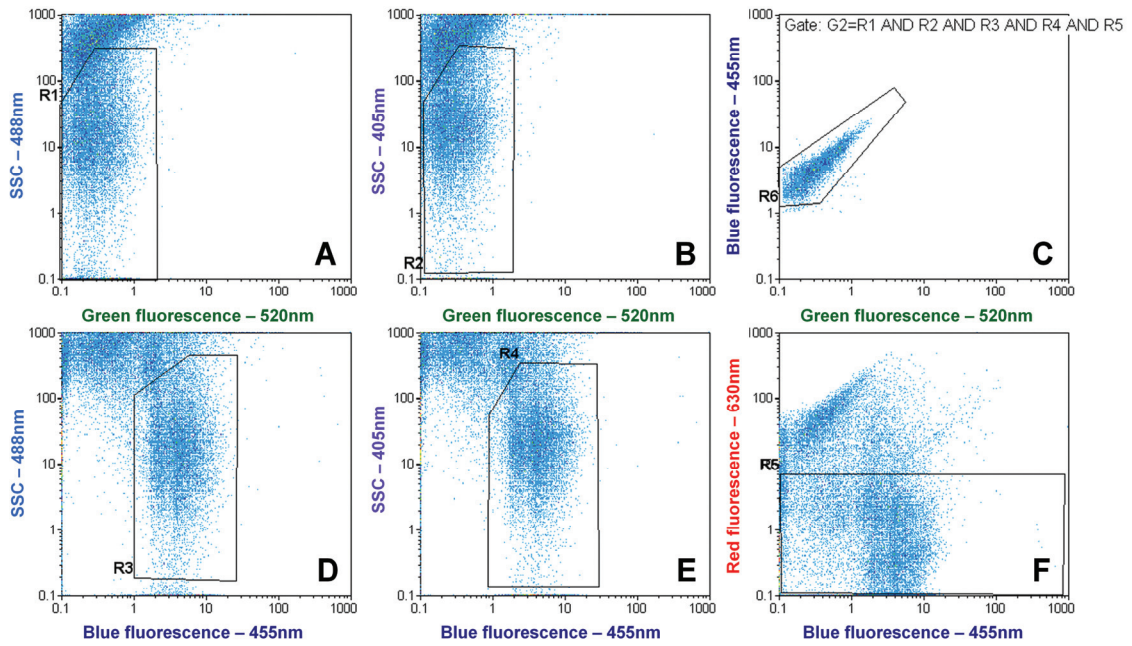 1000
100
10
1
0.1
0.1
1
10
100
1000
SSC – 488nm
Green fluorescence – 520nm
R1
A
1000
100
10
1
0.1
0.1
1
10
100
1000
SSC – 405nm
Green fluorescence – 520nm
R2
B
Gate: G2=R1 AND R2 AND R3 AND R4 AND R5
1000
100
10
1
0.1
0.1
1
10
100
1000
Blue fluorescence – 455nm
Green fluorescence – 520nm
R6
C
1000
100
10
1
0.1
0.1
1
10
100
1000
SSC – 488nm
Blue fluorescence – 455nm
R3
D
1000
100
10
1
0.1
0.1
1
10
100
1000
SSC – 405nm
Blue fluorescence – 455nm
R4
E
1000
100
10
1
0.1
0.1
1
10
100
1000
Red fluorescence – 630nm
Blue fluorescence – 455nm
R5
F